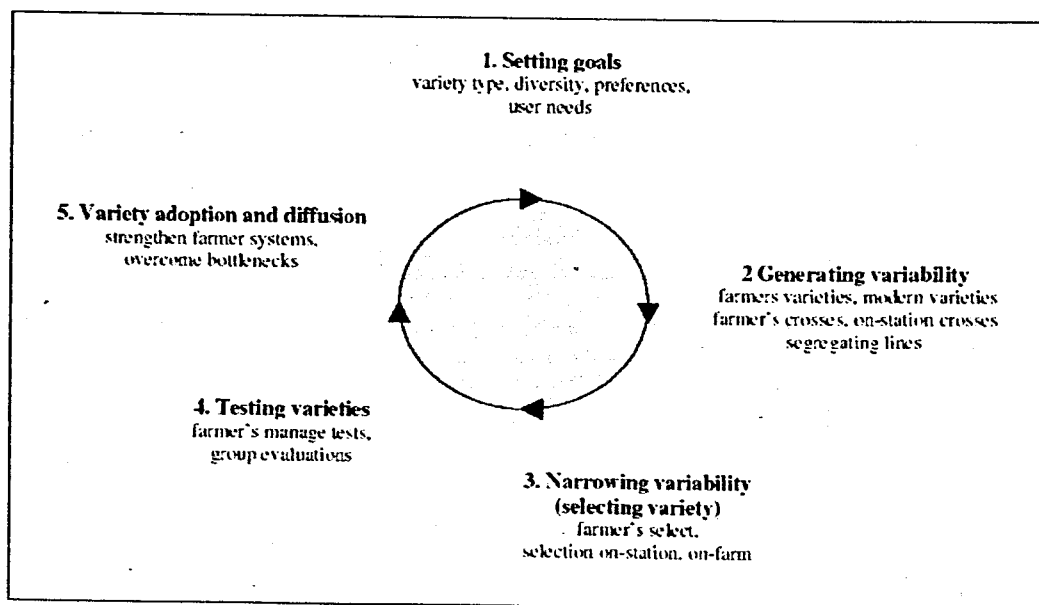 1. Setting goals
variety type, diversity, preferences,
user needs
2 Generating variability
farmers varieties, modern varieties
farmer's crosses, on-station crosses
segregating lines
3. Narrowing variability
(selecting variety)
farmer's select,
selection on-station, on-farm
4. Testing varieties
farmer's manage tests,
group evaluations
5. Variety adoption and diffusion
strengthen farmer systems,
overcome bottlenecks